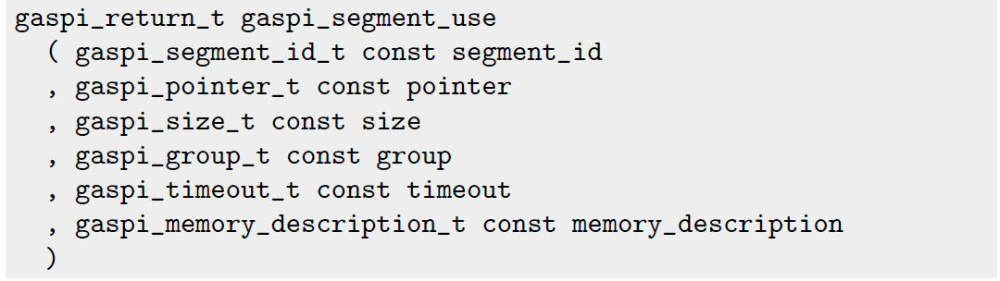 gaspi_return_t gaspi_segment_use
( gaspi_segment_id_t const segment_id
, gaspi_pointer_t const pointer
, gaspi_size_t const size
, gaspi_group_t const group
, gaspi_timeout_t const timeout
, gaspi_memory_description_t const memory_description
)